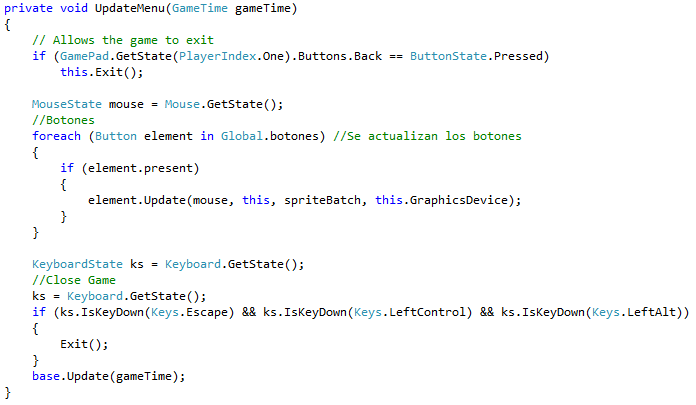 private void UpdateMenu(GameTime gameTime)
{
    // Allows the game to exit
    if (GamePad.GetState(PlayerIndex.One).Buttons.Back == ButtonState.Pressed)
        this.Exit();

    MouseState mouse = Mouse.GetState();
    //Botones
    foreach (Button element in Global.botones) //Se actualizan los botones
    {
        if (element.present)
        {
            element.Update(mouse, this, spriteBatch, this.GraphicsDevice);
        }
    }

    KeyboardState ks = Keyboard.GetState();
    //Close Game
    ks = Keyboard.GetState();
    if (ks.IsKeyDown(Keys.Escape) && ks.IsKeyDown(Keys.LeftControl) && ks.IsKeyDown(Keys.LeftAlt))
    {
        Exit();
    }
    base.Update(gameTime);
}